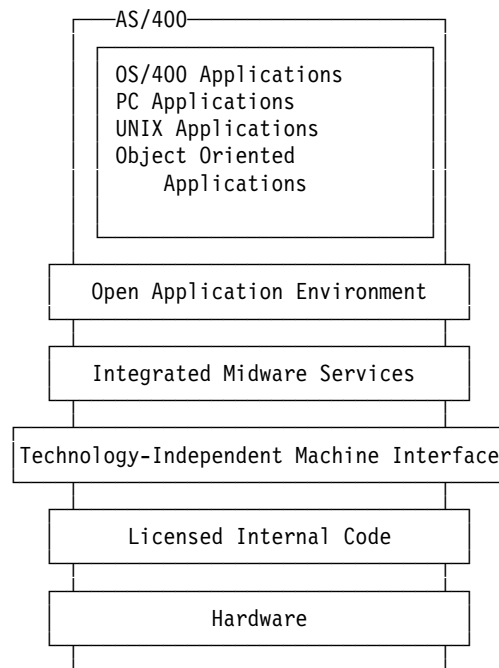 AS/400
OS/400 Applications
PC Applications
UNIX Applications
Object Oriented
Applications
Open Application Environment
Integrated Midware Services
Technology-Independent Machine Interface
Licensed Internal Code
Hardware